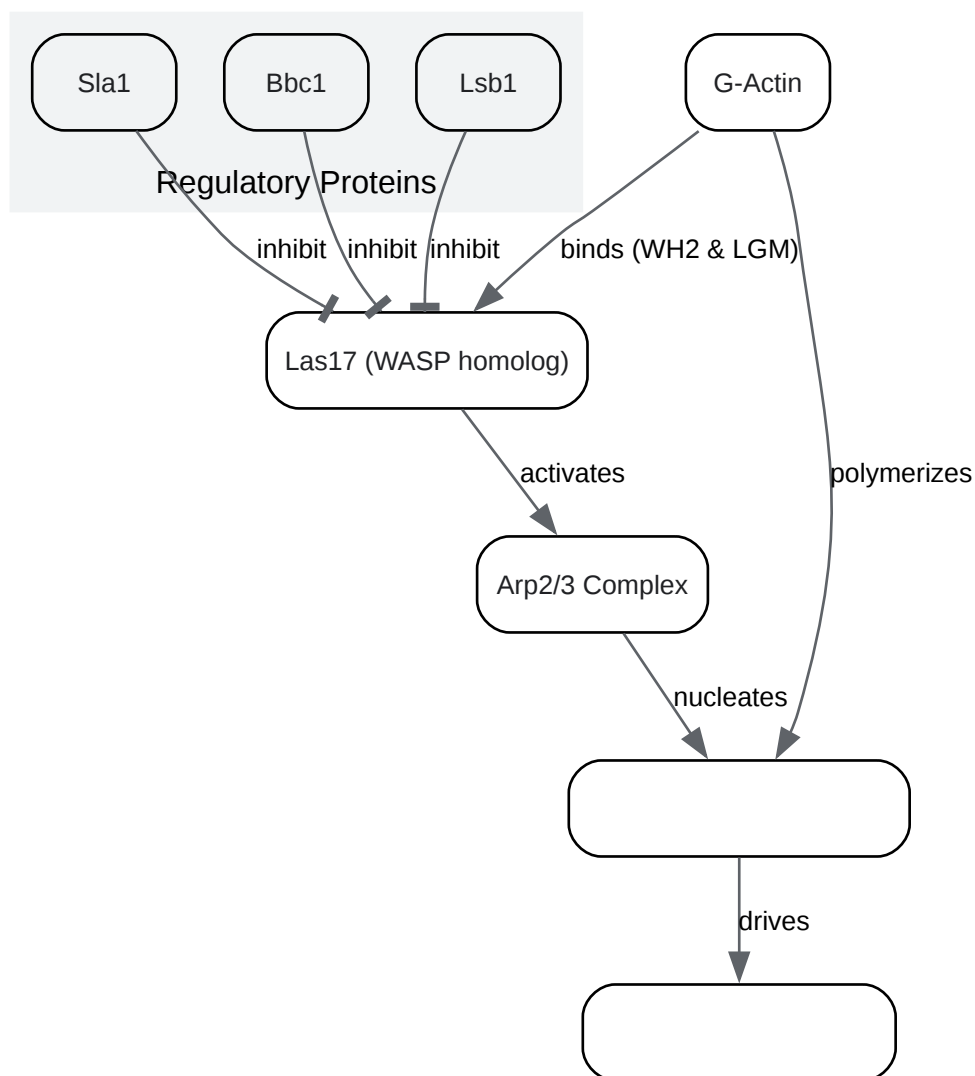 Sla1
Bbc1
Lsb1
G-Actin
Regulatory Proteins
inhibit
inhibit
inhibit
binds (WH2 & LGM)
Las17 (WASP homolog)
activates
polymerizes
Arp2/3 Complex
nucleates
drives